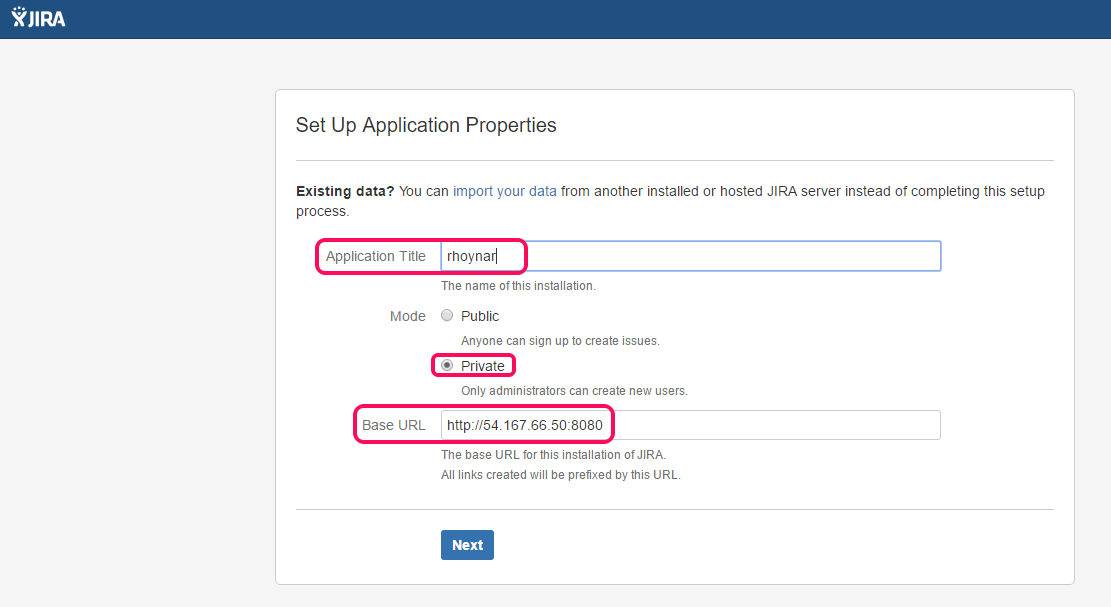 JIRA
Set Up Application Properties
Existing data? You can import your data from another installed or hosted JIRA server instead of completing this setup
process.
Application Title rhoynar
The name of this installation.
Mode Public
Anyone can sign up to create issues.
Private
Only administrators can create new users.
Base URL http://54.167.66.50:8080
The base URL for this installation of JIRA.
All links created will be prefixed by this URL.
Next